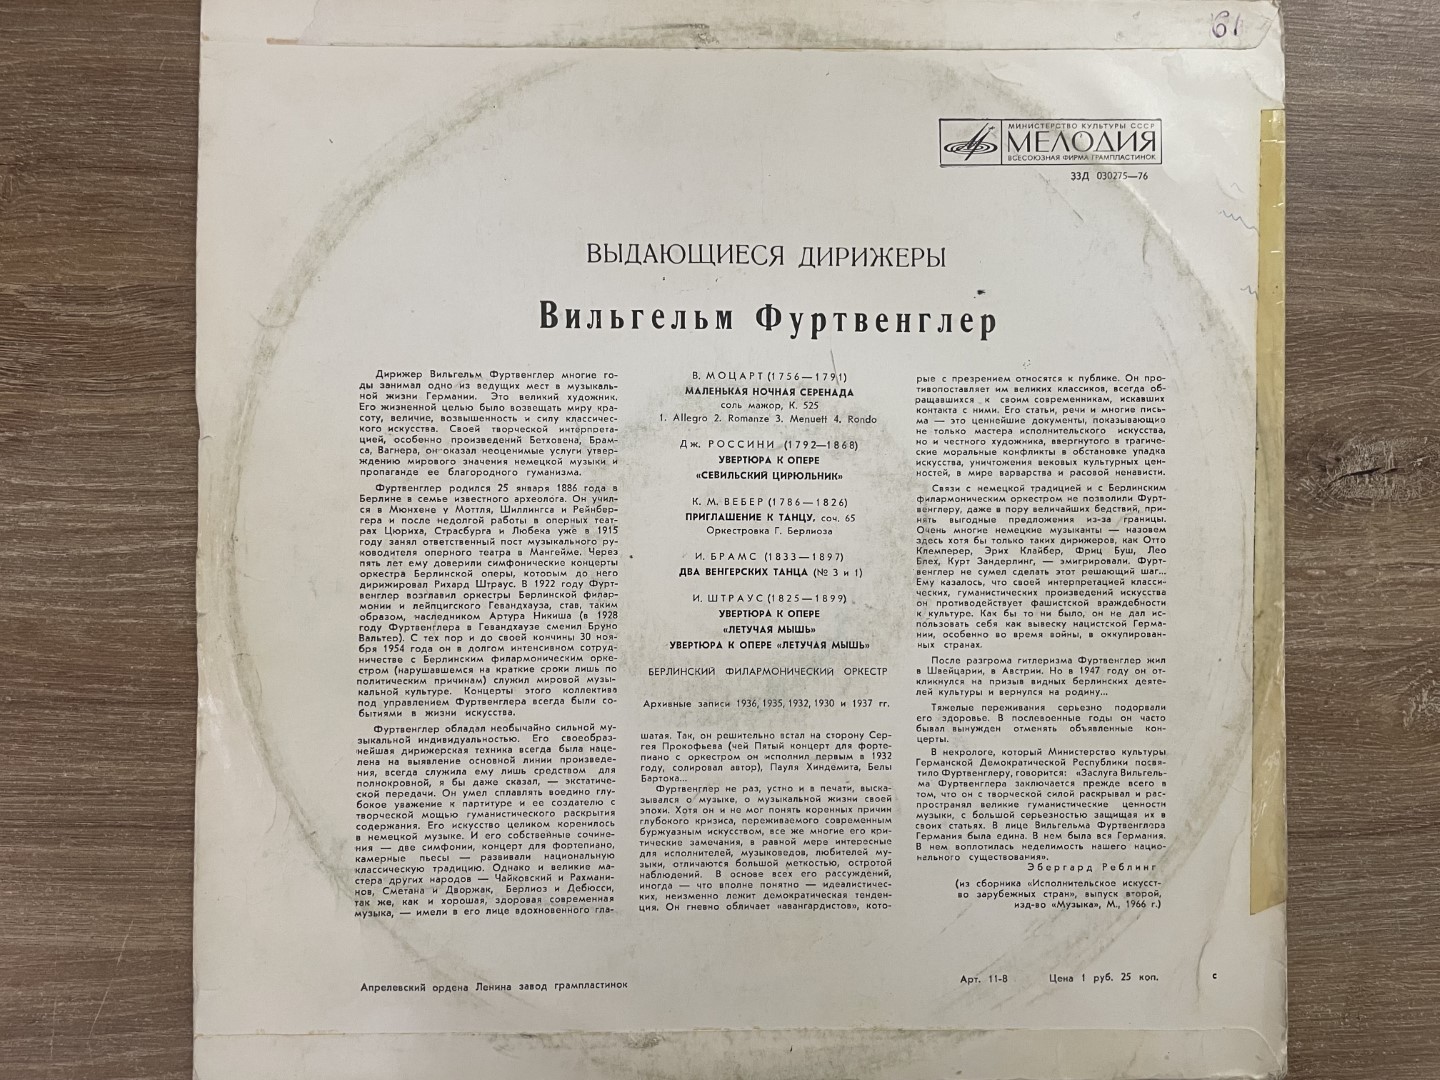 61
МИНИСТЕРСТВО КУЛЬТУРЫ СССР
МЕЛОДИЯ
ВСЕСОЮЗНАЯ ФИРМА ГРАМПЛАСТИНОК
33Д 030275—76
ВЫДАЮЩИЕСЯ ДИРИЖЕРЫ
Вильгельм Фуртвенглер
Дирижер Вильгельм Фуртвенглер многие го-
ды занимал одно из ведущих мест в музыкаль-
ной жизни Германии. Это великий художник.
Его жизненной целью было возвещать миру кра-
соту, величие, возвышенность и силу классичес-
кого искусства. Своей творческой интерпрета-
цией, особенно произведений Бетховена, Брам-
са, Вагнера, он оказал неоценимые услуги утвер-
ждению мирового значения немецкой музыки и
пропаганде ее благородного гуманизма.
Фуртвенглер родился 25 января 1886 года в
Берлине в семье известного археолога. Он учил-
ся в Мюнхене у Моттля, Шиллингса и Рейнбер-
гера и после недолгой работы в оперных теат-
рах Цюриха, Страсбурга и Любека уже в 1915
году занял ответственный пост музыкального ру-
ководителя оперного театра в Мангейме. Через
пять лет ему доверили симфонические концерты
оркестра Берлинской оперы, которым до него
дирижировал Рихард Штраус. В 1922 году Фурт-
венглер возглавил оркестры Берлинской филар-
монии и лейпцигского Гевандхауза, став, таким
образом, наследником Артура Никиша (в 1928
году Фуртвенглера в Гевандхаузе сменил Бруно
Вальтер). С тех пор и до своей кончины 30 ноя-
бря 1954 года он в долгом интенсивном сотруд-
ничестве с Берлинским филармоническим орке-
стром (нарушавшемся на краткие сроки лишь по
политическим причинам) служил мировой музы-
кальной культуре. Концерты этого коллектива
под управлением Фуртвенглера всегда были со-
бытиями в жизни искусства.
Фуртвенглер обладал необычайно сильной му-
зыкальной индивидуальностью. Его своеобраз-
нейшая дирижерская техника всегда была наце-
лена на выявление основной линии произведе-
ния, всегда служила ему лишь средством для
полнокровной, я бы даже сказал, — экстатиче-
ской передачи. Он умел сплавлять воедино глу-
бокое уважение к партитуре и ее создателю с
творческой мощью гуманистического раскрытия
содержания. Его искусство целиком коренилось
в немецкой музыке. И его собственные сочине-
ния — две симфонии, концерт для фортепиано,
камерные пьесы — развивали национальную
классическую традицию. Однако и великие ма-
стера других народов — Чайковский и Рахмани-
нов, Сметана и Дворжак, Берлиоз и Дебюсси,
так же, как и хорошая, здоровая современная
музыка, — имели в его лице вдохновенного гла-
В. МОЦАРТ (1756—1791)
МАЛЕНЬКАЯ НОЧНАЯ СЕРЕНАДА
соль мажор, К. 525
1. Allegro 2. Romanze 3. Menuett 4. Rondo
Дж. РОССИНИ (1792—1868)
УВЕРТЮРА К ОПЕРЕ
«СЕВИЛЬСКИЙ ЦИРЮЛЬНИК»
К. М. ВЕБЕР (1786—1826)
ПРИГЛАШЕНИЕ К ТАНЦУ, соч. 65
Оркестровка Г. Берлиоза
И. БРАМС (1833—1897)
ДВА ВЕНГЕРСКИХ ТАНЦА (№ 3 и 1)
И. ШТРАУС (1825—1899)
УВЕРТЮРА К ОПЕРЕ
«ЛЕТУЧАЯ МЫШЬ»
УВЕРТЮРА К ОПЕРЕ «ЛЕТУЧАЯ МЫШЬ»
БЕРЛИНСКИЙ ФИЛАРМОНИЧЕСКИЙ ОРКЕСТР
Архивные записи 1936, 1935, 1932, 1930 и 1937 гг.
шатая. Так, он решительно встал на сторону Сер-
гея Прокофьева (чей Пятый концерт для форте-
пиано с оркестром он исполнил первым в 1932
году, солировал автор), Пауля Хиндемита, Белы
Бартока...
Фуртвенглер не раз, устно и в печати, выска-
зывался о музыке, о музыкальной жизни своей
эпохи. Хотя он и не мог понять коренных причин
глубокого кризиса, переживаемого современным
буржуазным искусством, все же многие его кри-
тические замечания, в равной мере интересные
для исполнителей, музыковедов, любителей му-
зыки, отличаются большой меткостью, остротой
наблюдений. В основе всех его рассуждений,
иногда — что вполне понятно — идеалистичес-
ких, неизменно лежит демократическая тенден-
ция. Он гневно обличает «авангардистов», кото-
рые с презрением относятся к публике. Он про-
тивопоставляет им великих классиков, всегда об-
ращавшихся к своим современникам, искавших
контакта с ними. Его статьи, речи и многие пись-
ма — это ценнейшие документы, показывающие
не только мастера исполнительского искусства,
но и честного художника, ввергнутого в трагиче-
ские моральные конфликты в обстановке упадка
искусства, уничтожения вековых культурных цен-
ностей, в мире варварства и расовой ненависти.
Связи с немецкой традицией и с Берлинским
филармоническим оркестром не позволили Фурт-
венглеру, даже в пору величайших бедствий, при-
нять выгодные предложения из-за границы.
Очень многие немецкие музыканты — назовем
здесь хотя бы только таких дирижеров, как Отто
Клемперер, Эрих Клайбер, Фриц Буш, Лео
Блех, Курт Зандерлинг, — эмигрировали. Фурт-
венглер не сумел сделать этот решающий шаг...
Ему казалось, что своей интерпретацией класси-
ческих, гуманистических произведений искусства
он противодействует фашистской враждебности
к культуре. Как бы то ни было, он не дал ис-
пользовать себя как вывеску нацистской Герма-
нии, особенно во время войны, в оккупирован-
ных странах.
После разгрома гитлеризма Фуртвенглер жил
в Швейцарии, в Австрии. Но в 1947 году он от-
кликнулся на призыв видных берлинских деяте-
лей культуры и вернулся на родину...
Тяжелые переживания серьезно подорвали
его здоровье. В послевоенные годы он часто
бывал вынужден отменять объявленные кон-
церты.
В некрологе, который Министерство культуры
Германской Демократической Республики посвя-
тило Фуртвенглеру, говорится: «Заслуга Вильгель-
ма Фуртвенглера заключается прежде всего в
том, что он с творческой силой раскрывал и рас-
пространял великие гуманистические ценности
музыки, с большой серьезностью защищая их в
своих статьях. В лице Вильгельма Фуртвенглера
Германия была едина. В нем была вся Германия.
В нем воплотилась неделимость нашего нацио-
нального существования».
Эбергард Реблинг
(из сборника «Исполнительское искусст-
во зарубежных стран», выпуск второй,
изд-во «Музыка», М., 1966 г.)
Апрелевский ордена Ленина завод грампластинок
Арт. 11-8 Цена 1 руб. 25 коп. с